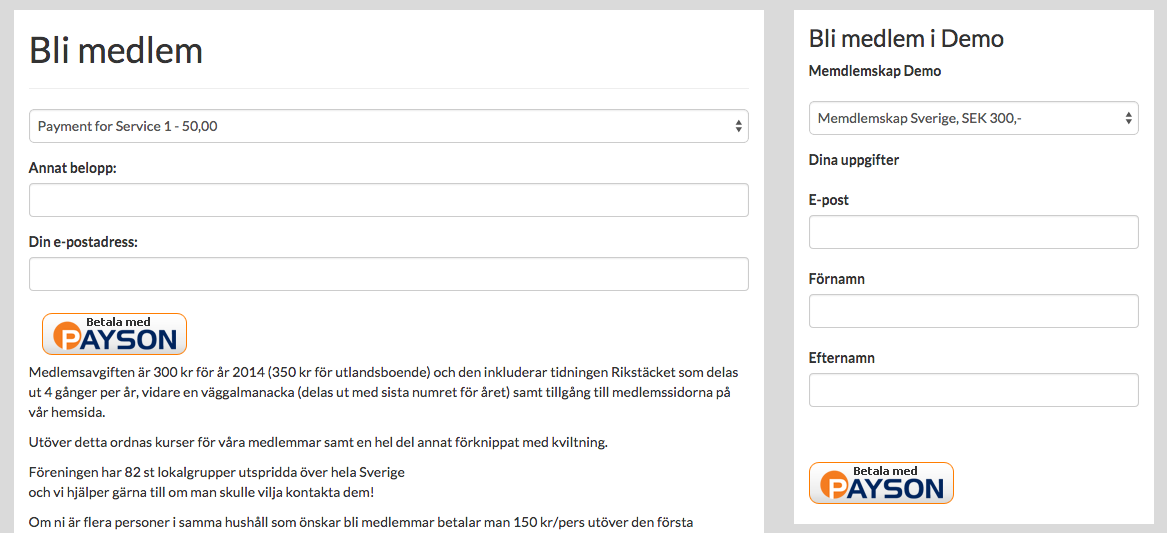 Bli medlem
Payment for Service 1 - 50,00
Annat belopp:
Din e-postadress:
Betala med
PAYSON
Medlemsavgiften är 300 kr för år 2014 (350 kr för utlandsboende) och den inkluderar tidningen Rikstäcket som delas
ut 4 gånger per år, vidare en väggalmanacka (delas ut med sista numret för året) samt tillgång till medlemssidorna på
vår hemsida.
Utöver detta ordnas kurser för våra medlemmar samt en hel del annat förknippat med kviltning.
Föreningen har 82 st lokalgrupper utspridda över hela Sverige
och vi hjälper gärna till om man skulle vilja kontakta dem!
Om ni är flera personer i samma hushåll som önskar bli medlemmar betalar man 150 kr/pers utöver den första
Bli medlem i Demo
Memdlemskap Demo
Memdlemskap Sverige, SEK 300,-
Dina uppgifter
E-post
Förnamn
Efternamn
Betala med
PAYSON